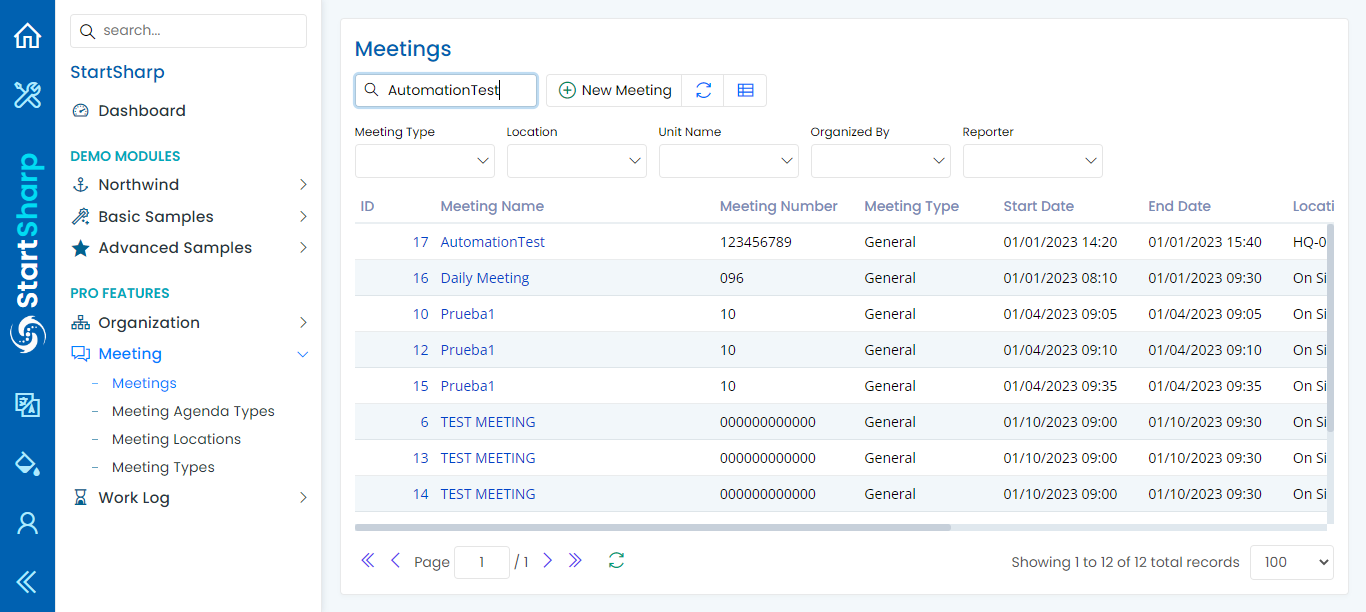 search...
StartSharp
Dashboard
DEMO MODULES
Northwind
Basic Samples
Advanced Samples
PRO FEATURES
Organization
Meeting
Meetings
Meeting Agenda Types
Meeting Locations
Meeting Types
Work Log
StartSharp
Meetings
AutomationTest
New Meeting
Meeting Type Location Unit Name Organized By Reporter
ID Meeting Name Meeting Number Meeting Type Start Date End Date Locati
17 AutomationTest 123456789 General 01/01/2023 14:20 01/01/2023 15:40 HQ-0
16 Daily Meeting 096 General 01/01/2023 08:10 01/01/2023 09:30 On Si
10 Prueba1 10 General 01/04/2023 09:05 01/04/2023 09:05 On Si
12 Prueba1 10 General 01/04/2023 09:10 01/04/2023 09:10 On Si
15 Prueba1 10 General 01/04/2023 09:35 01/04/2023 09:35 On Si
6 TEST MEETING 000000000000 General 01/10/2023 09:00 01/10/2023 09:30 On Si
13 TEST MEETING 000000000000 General 01/10/2023 09:00 01/10/2023 09:30 On Si
14 TEST MEETING 000000000000 General 01/10/2023 09:00 01/10/2023 09:30 On Si
Page 1 / 1
Showing 1 to 12 of 12 total records 100